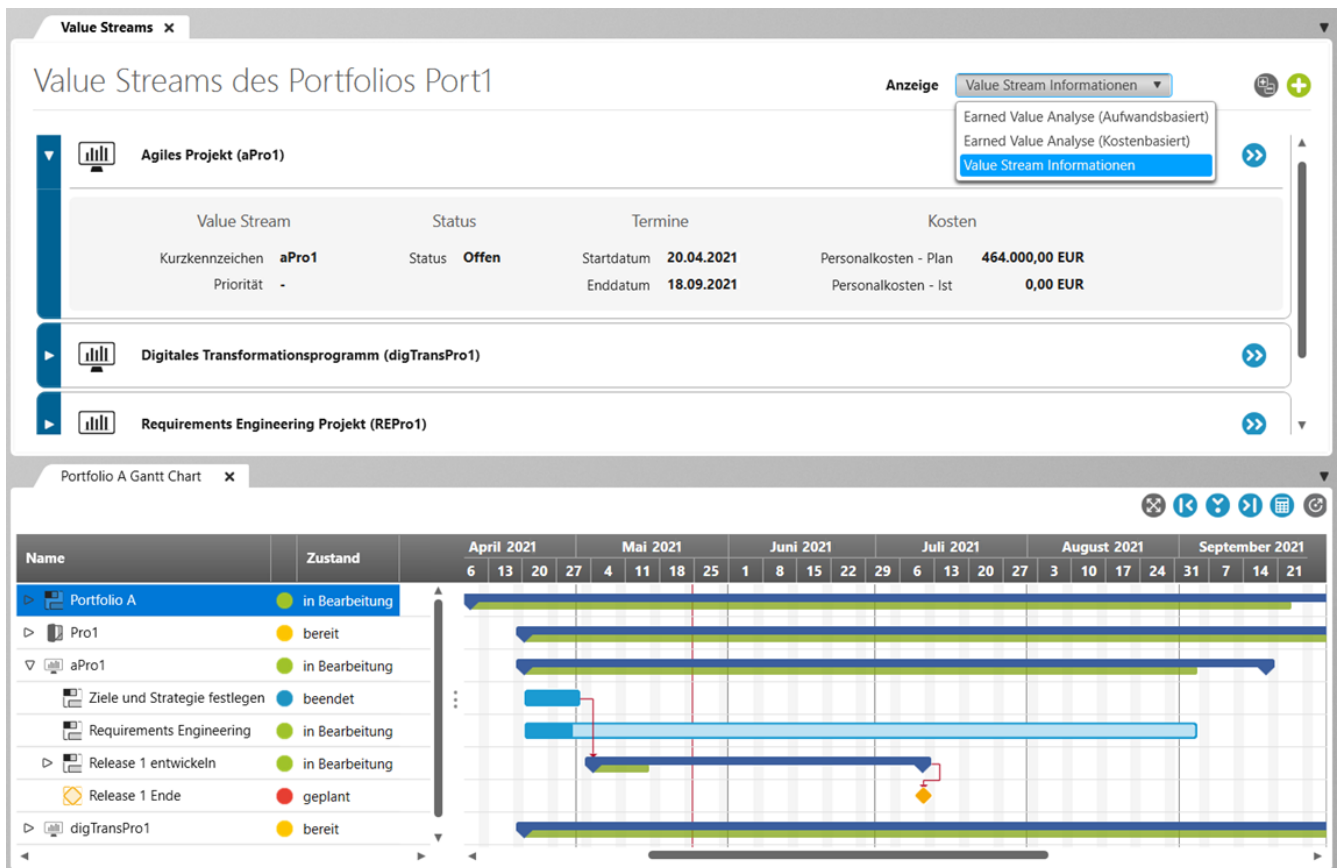 Value Streams
Value Streams des Portfolios Port1
Anzeige Value Stream Informationen
Earned Value Analyse (Aufwandsbasiert)
Earned Value Analyse (Kostenbasiert)
Value Stream Informationen
Agiles Projekt (aPro1)
Value Stream Status Termine Kosten
Kurzkennzeichen aPro1 Status Offen Startdatum 20.04.2021 Personalkosten - Plan 464.000,00 EUR
Priorität - Enddatum 18.09.2021 Personalkosten - Ist 0,00 EUR
Digitales Transformationsprogramm (digTransPro1)
Requirements Engineering Projekt (REPro1)
Portfolio A Gantt Chart
Name Zustand April 2021 Mai 2021 Juni 2021 Juli 2021 August 2021 September 2021
6 13 20 27 4 11 18 25 1 8 15 22 29 6 13 20 27 3 10 17 24 31 7 14 21
Portfolio A in Bearbeitung
Pro1 bereit
aPro1 in Bearbeitung
Ziele und Strategie festlegen beendet
Requirements Engineering in Bearbeitung
Release 1 entwickeln in Bearbeitung
Release 1 Ende geplant
digTransPro1 bereit